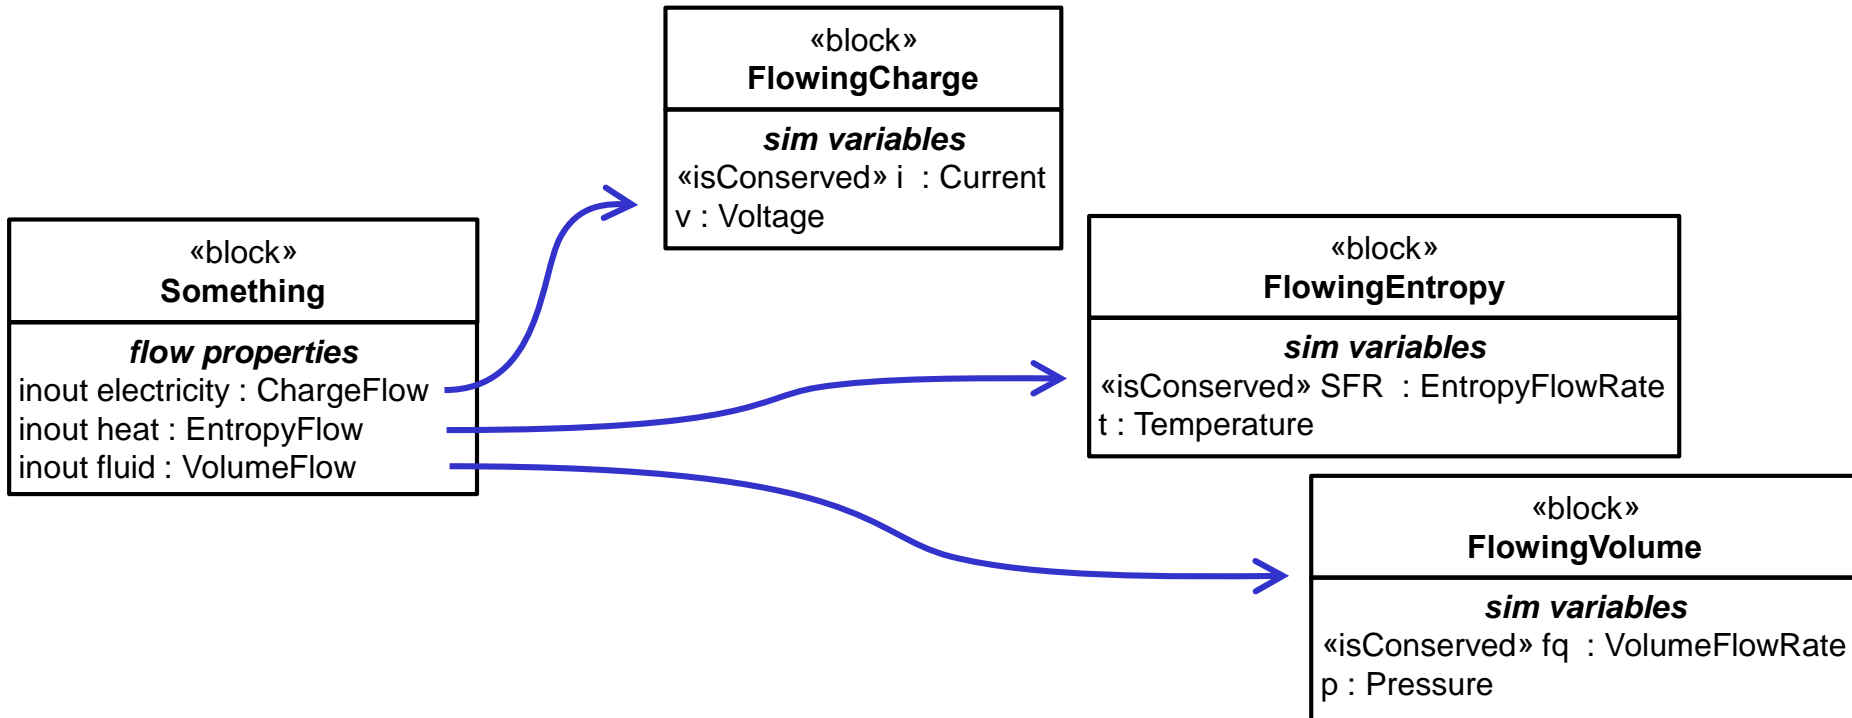 «block»
FlowingCharge
sim variables
«isConserved» i : Current
v : Voltage
«block»
Something
flow properties
inout electricity : ChargeFlow
inout heat : EntropyFlow
inout fluid : VolumeFlow
«block»
FlowingEntropy
sim variables
«isConserved» SFR : EntropyFlowRate
t : Temperature
«block»
FlowingVolume
sim variables
«isConserved» fq : VolumeFlowRate
p : Pressure